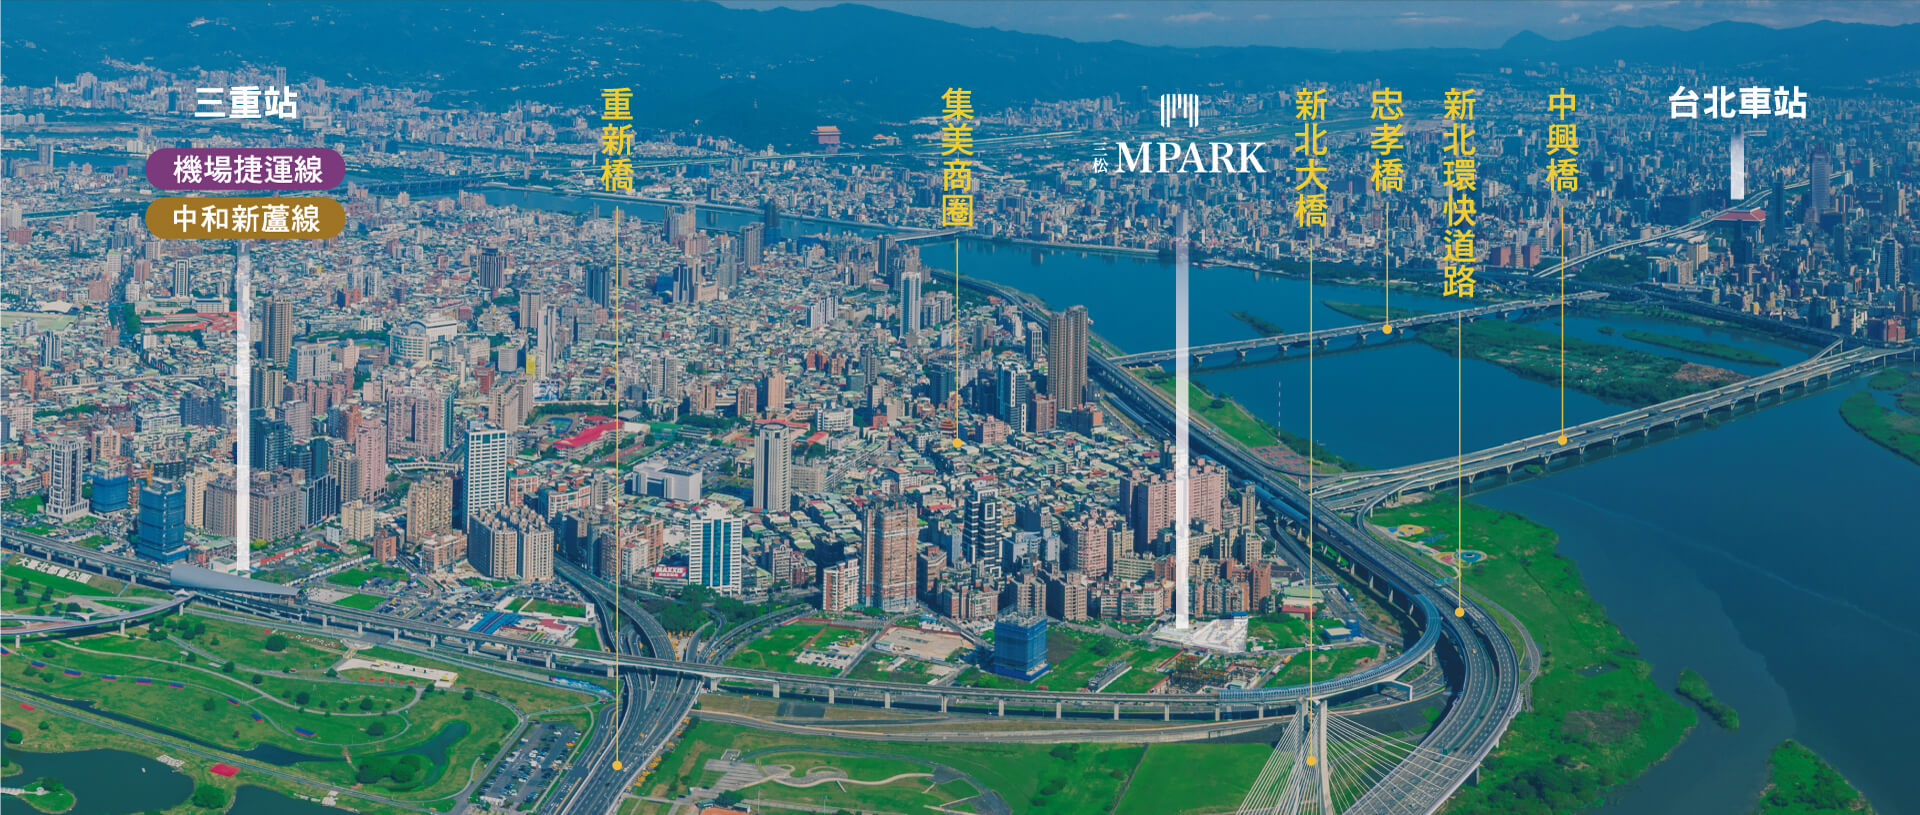 三重站
機場捷運線
中和新蘆線
重新橋
集美商圈
三松 MPARK
新北大橋
忠孝橋
新北環快道路
中興橋
台北車站
MAXXIS